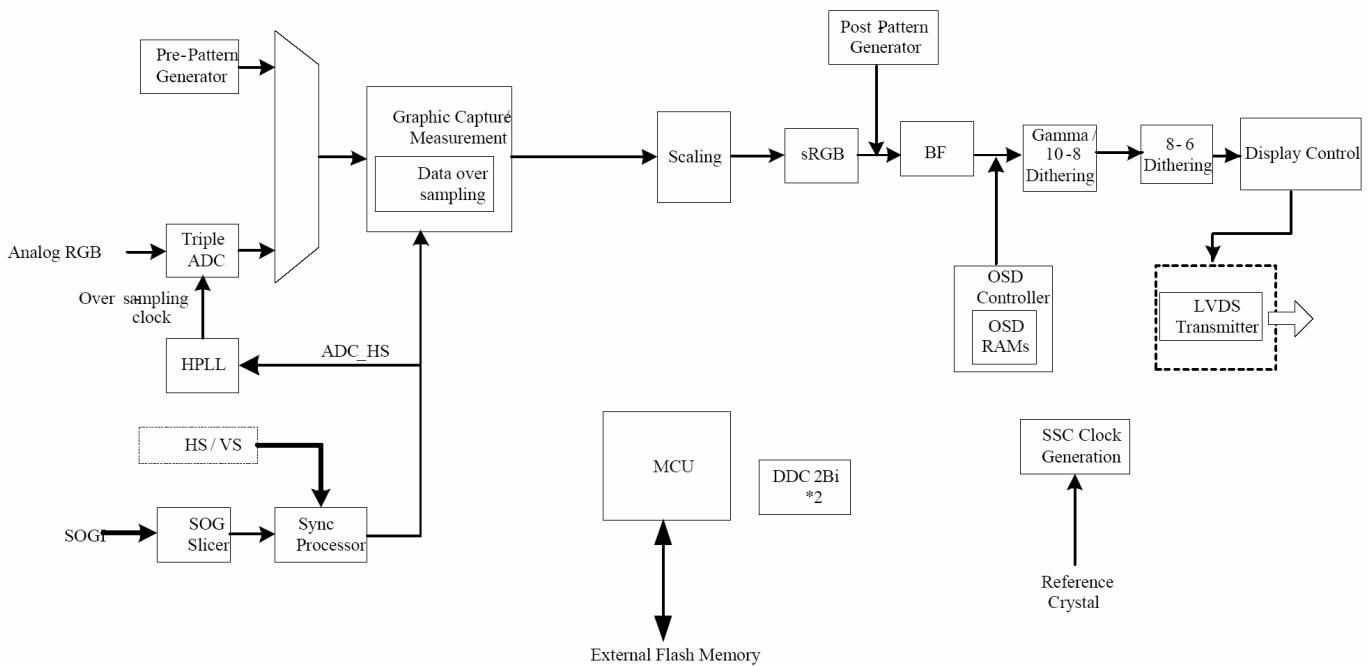 Post Pattern
Generator
Pre-Pattern
Generator
Graphic Capture/
Measurement
Data over
sampling
Scaling
sRGB
BF
Gamma /
10-8
Dithering
8-6
Dithering
Display Control
Analog RGB
Triple
ADC
Over sampling
clock
HPLL
ADC_HS
OSD
Controller
OSD
RAMs
LVDS
Transmitter
HS / VS
SOGI
SOG
Slicer
Sync
Processor
MCU
DDC 2Bi
*2
SSC Clock
Generation
Reference
Crystal
External Flash Memory